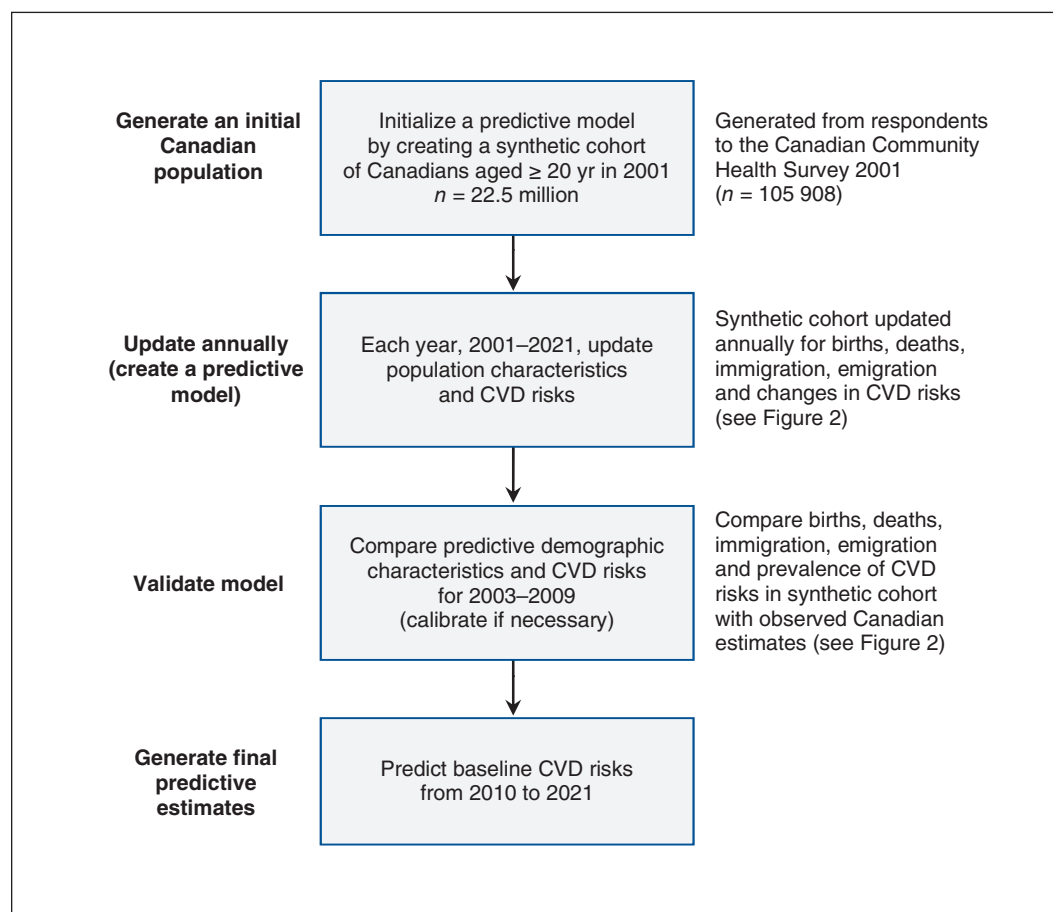 Generate an initial
Canadian
population
Initialize a predictive model
by creating a synthetic cohort
of Canadians aged ≥ 20 yr in 2001
n = 22.5 million
Generated from respondents
to the Canadian Community
Health Survey 2001
(n = 105 908)
Update annually
(create a predictive
model)
Each year, 2001–2021, update
population characteristics
and CVD risks
Synthetic cohort updated
annually for births, deaths,
immigration, emigration
and changes in CVD risks
(see Figure 2)
Validate model
Compare predictive demographic
characteristics and CVD risks
for 2003–2009
(calibrate if necessary)
Compare births, deaths,
immigration, emigration
and prevalence of CVD
risks in synthetic cohort
with observed Canadian
estimates (see Figure 2)
Generate final
predictive
estimates
Predict baseline CVD risks
from 2010 to 2021